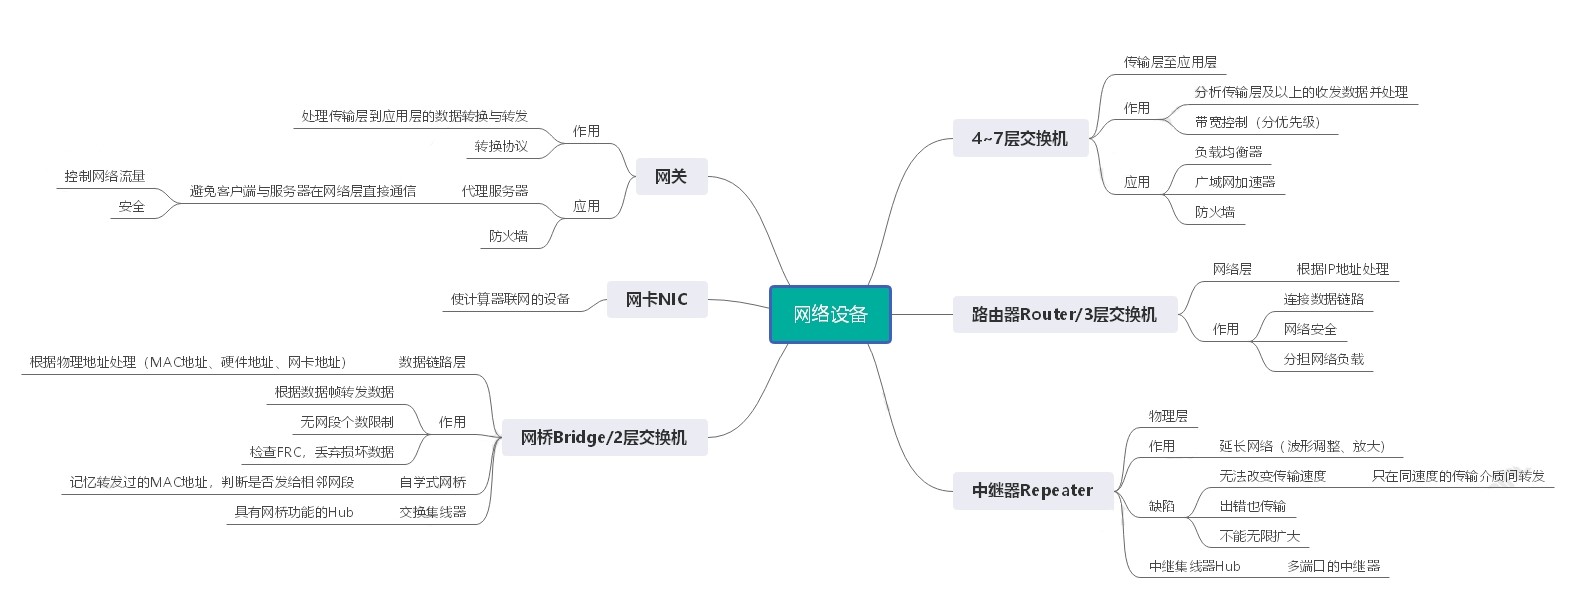 网络设备
4~7层交换机
传输层至应用层
作用
分析传输层及以上的收发数据并处理
带宽控制（分优先级）
应用
负载均衡器
广域网加速器
防火墙
路由器Router/3层交换机
网络层
根据IP地址处理
作用
连接数据链路
网络安全
分担网络负载
中继器Repeater
物理层
作用
延长网络（波形调整、放大）
缺陷
无法改变传输速度
只在同速度的传输介质间转发
出错也传输
不能无限扩大
中继集线器Hub
多端口的中继器
网关
作用
处理传输层到应用层的数据转换与转发
转换协议
应用
代理服务器
避免客户端与服务器在网络层直接通信
控制网络流量
安全
防火墙
网卡NIC
使计算器联网的设备
网桥Bridge/2层交换机
数据链路层
根据物理地址处理（MAC地址、硬件地址、网卡地址）
作用
根据数据帧转发数据
无网段个数限制
检查FRC，丢弃损坏数据
自学式网桥
记忆转发过的MAC地址，判断是否发给相邻网段
交换集线器
具有网桥功能的Hub